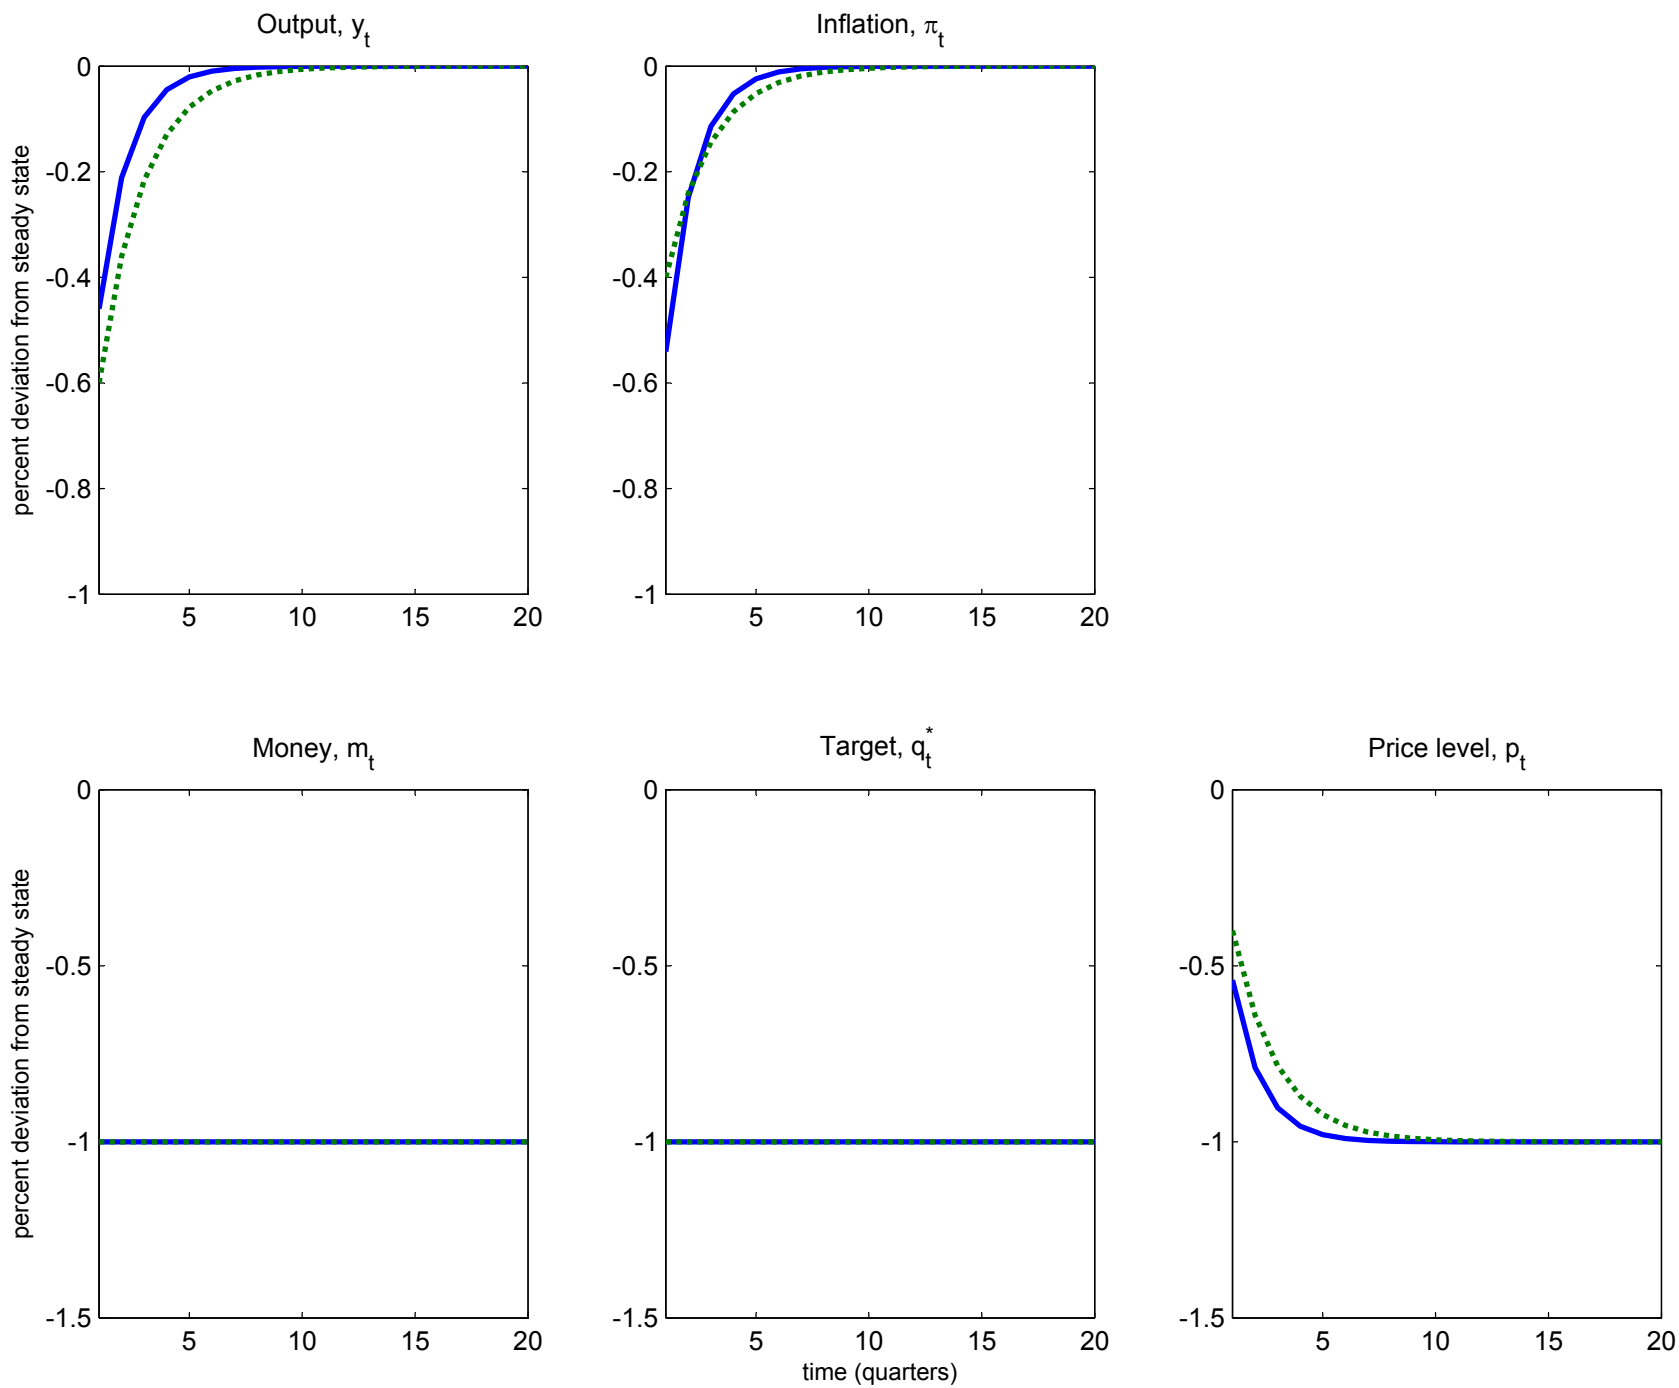 Output, y_t
Inflation, π_t
percent deviation from steady state
0
-0.2
-0.4
-0.6
-0.8
-1
5 10 15 20
0
-0.2
-0.4
-0.6
-0.8
-1
5 10 15 20
Money, m_t
Target, q_t^*
Price level, p_t
percent deviation from steady state
0
-0.5
-1
-1.5
5 10 15 20
0
-0.5
-1
-1.5
5 10 15 20
time (quarters)
0
-0.5
-1
-1.5
5 10 15 20